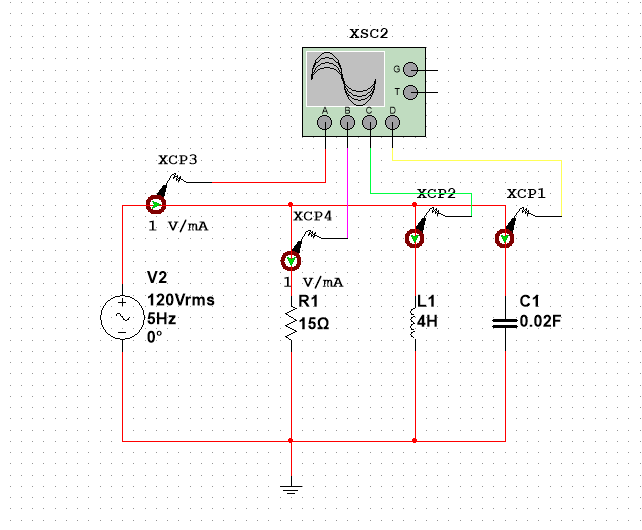 XSC2
G
T
A B C D
XCP3
XCP2
XCP1
XCP4
1 V/mA
1 V/mA
V2
120Vrms
5Hz
0°
R1
15Ω
L1
4H
C1
0.02F